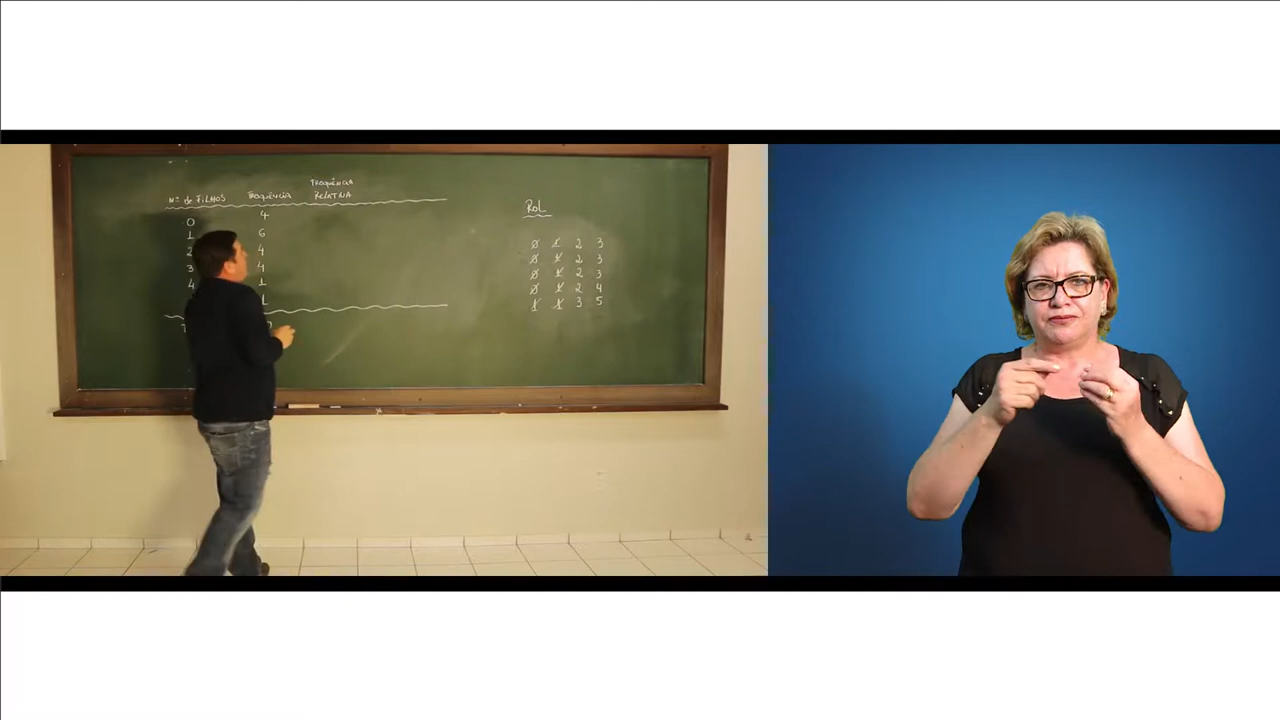 FREQUÊNCIA
Nº de FILHOS FREQUÊNCIA RELATIVA
0 4
1 6
2 4
3 4
4 1
1
ROL
0 1 2 3
0 1 2 3
0 1 2 3
0 1 2 4
1 1 3 5